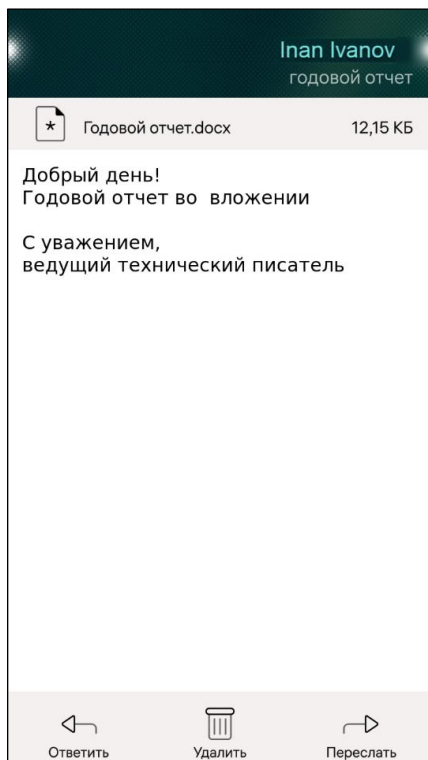 Inan Ivanov
годовой отчет
* Годовой отчет.docx 12,15 КБ
Добрый день!
Годовой отчет во вложении
С уважением,
ведущий технический писатель
Ответить Удалить Переслать